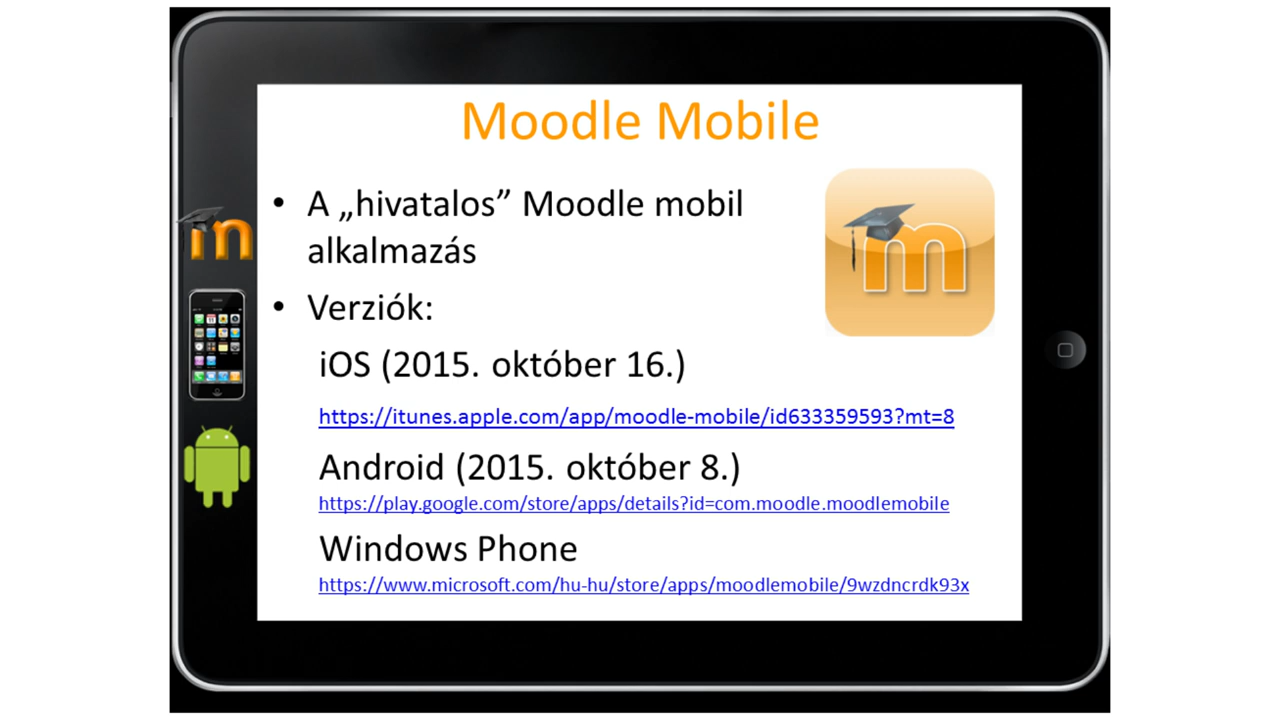 Moodle Mobile
• A „hivatalos” Moodle mobil
alkalmazás
• Verziók:
iOS (2015. október 16.)
https://itunes.apple.com/app/moodle-mobile/id633359593?mt=8
Android (2015. október 8.)
https://play.google.com/store/apps/details?id=com.moodle.moodlemobile
Windows Phone
https://www.microsoft.com/hu-hu/store/apps/moodlemobile/9wzdncrdk93x
m
m